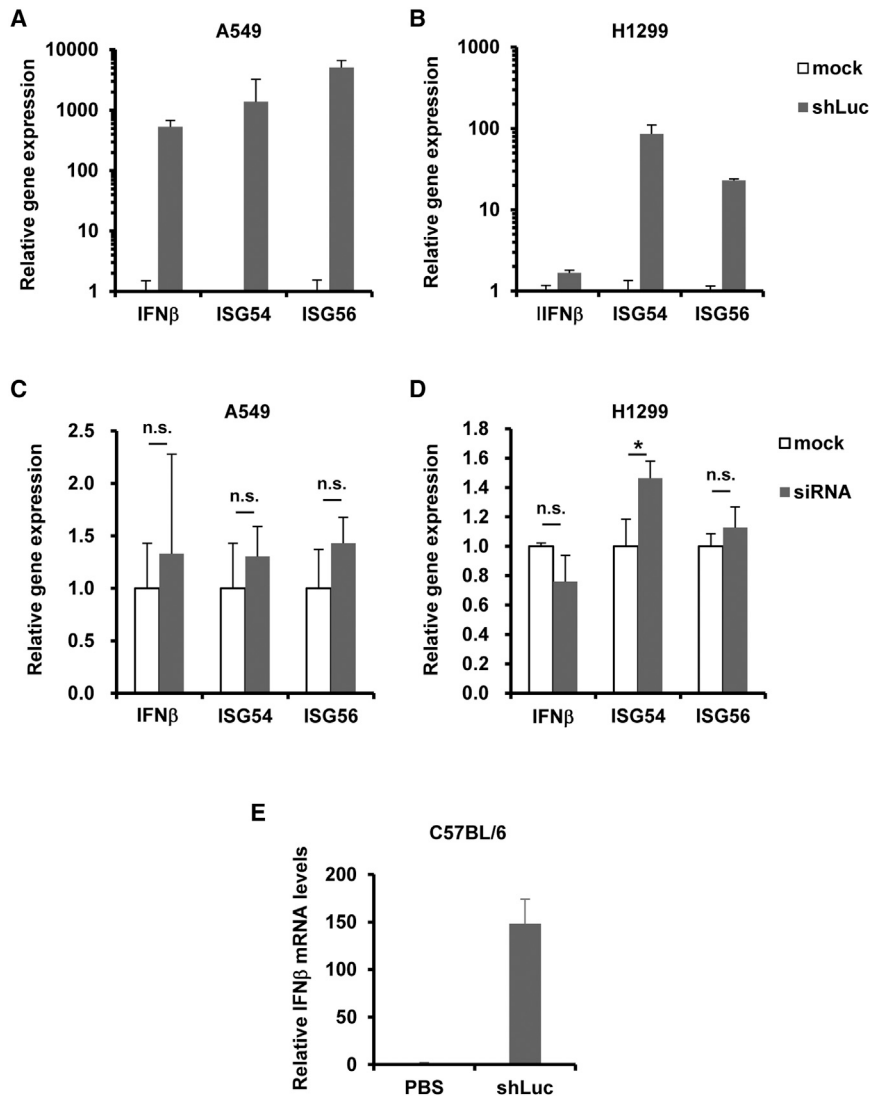 A
A549
Relative gene expression
10000
1000
100
10
1
IFNβ ISG54 ISG56
B
H1299
Relative gene expression
1000
100
10
1
IIFNβ ISG54 ISG56
mock
shLuc
C
A549
Relative gene expression
2.5
2.0
1.5
1.0
0.5
0.0
n.s.
n.s.
n.s.
IFNβ ISG54 ISG56
D
H1299
Relative gene expression
1.8
1.6
1.4
1.2
1.0
0.8
0.6
0.4
0.2
0.0
n.s.
*
n.s.
IFNβ ISG54 ISG56
mock
siRNA
E
C57BL/6
Relative IFNβ mRNA levels
200
150
100
50
0
PBS shLuc